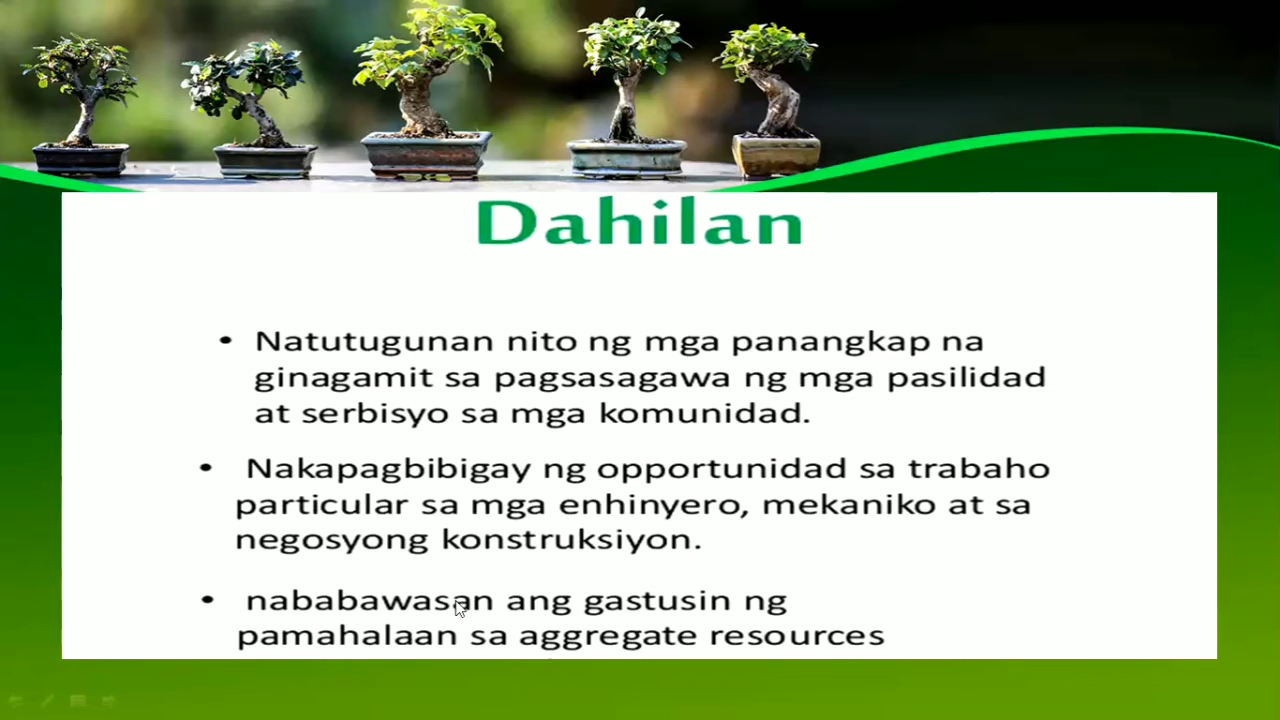 Dahilan
• Natutugunan nito ng mga panangkap na
ginagamit sa pagsasagawa ng mga pasilidad
at serbisyo sa mga komunidad.
• Nakapagbibigay ng opportunidad sa trabaho
particular sa mga enhinyero, mekaniko at sa
negosyong konstruksiyon.
• nababawasan ang gastusin ng
pamahalaan sa aggregate resources